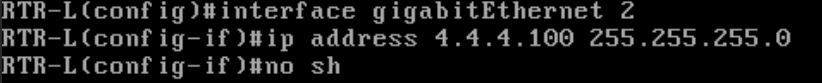 RTR-L(config)#interface gigabitEthernet 2
RTR-L(config-if)#ip address 4.4.4.100 255.255.255.0
RTR-L(config-if)#no sh